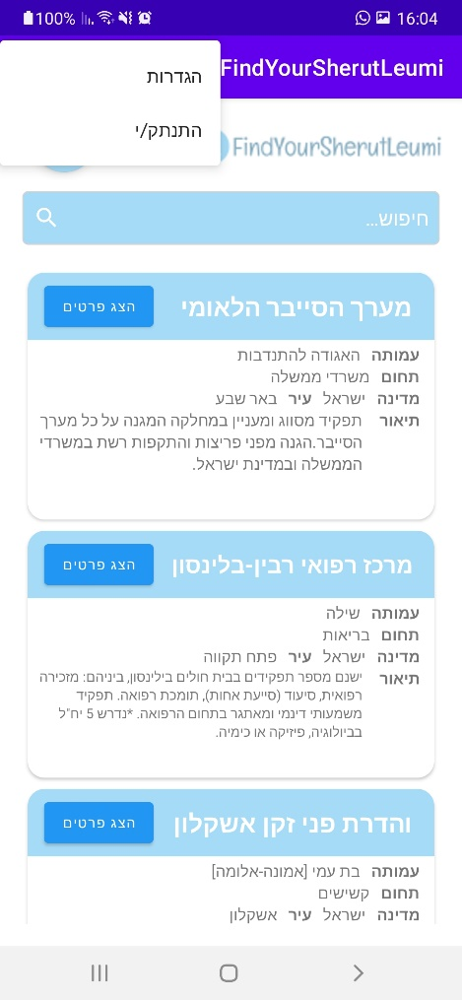 100% 16:04
FindYourSherutLeumi
הגדרות
התנתק/י
FindYourSherutLeumi
חיפוש...
מערך הסייבר הלאומי
הצג פרטים
עמותה האגודה להתנדבות
תחום משרדי ממשלה
מדינה ישראל עיר באר שבע
תיאור תפקיד מסווג ומעניין במחלקה המגנה על כל מערך
הסייבר.הגנה מפני פריצות והתקפות רשת במשרדי
הממשלה ובמדינת ישראל.
מרכז רפואי רבין-בלינסון
הצג פרטים
עמותה שילה
תחום בריאות
מדינה ישראל עיר פתח תקווה
תיאור ישנם מספר תפקידים בבית חולים בילינסון, ביניהם: מזכירה
רפואית, סיעוד (סייעת אחות), תומכת רפואה. תפקיד
משמעותי דינמי ומאתגר בתחום הרפואה. *נדרש 5 יח"ל
בביולוגיה, פיזיקה או כימיה.
והדרת פני זקן אשקלון
הצג פרטים
עמותה בת עמי [אמונה-אלומה]
תחום קשישים
מדינה ישראל עיר אשקלון